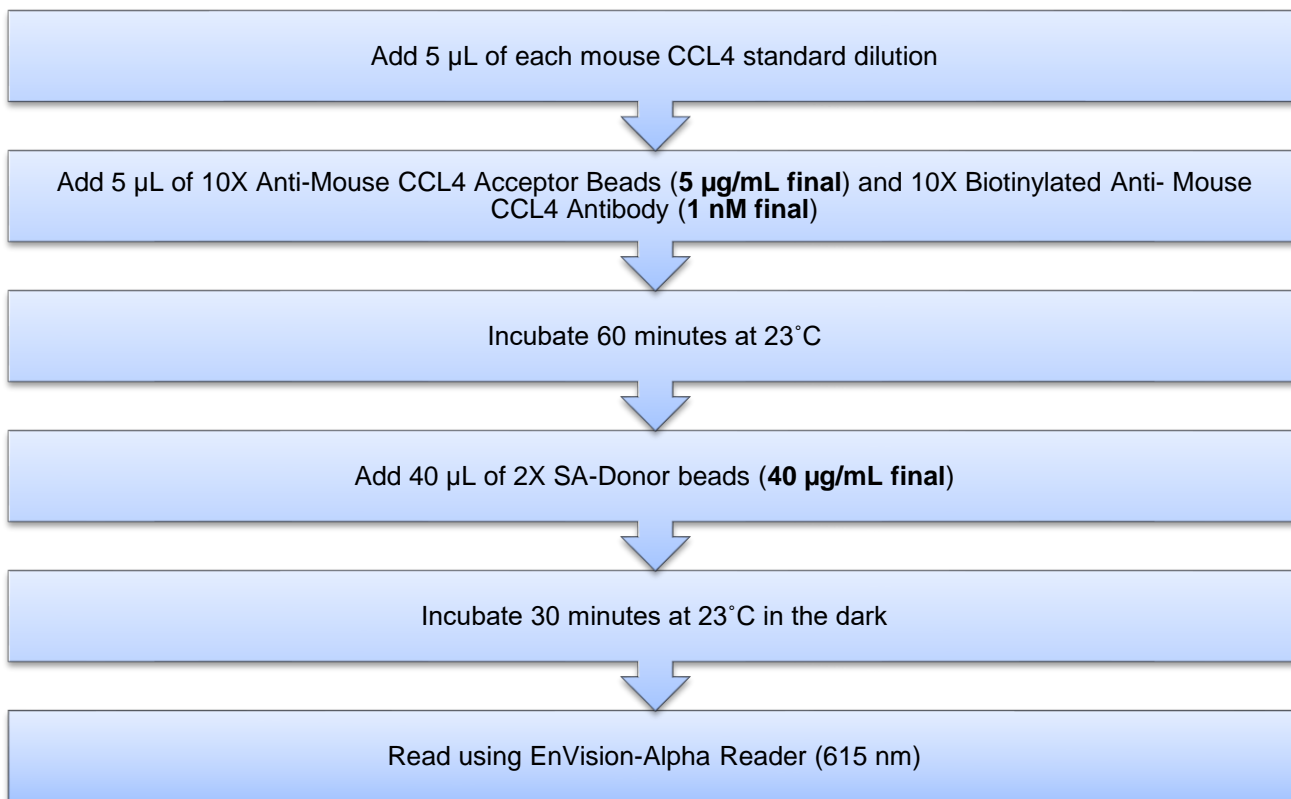 Add 5 µL of each mouse CCL4 standard dilution
Add 5 µL of 10X Anti-Mouse CCL4 Acceptor Beads (5 µg/mL final) and 10X Biotinylated Anti- Mouse
CCL4 Antibody (1 nM final)
Incubate 60 minutes at 23˚C
Add 40 µL of 2X SA-Donor beads (40 µg/mL final)
Incubate 30 minutes at 23˚C in the dark
Read using EnVision-Alpha Reader (615 nm)